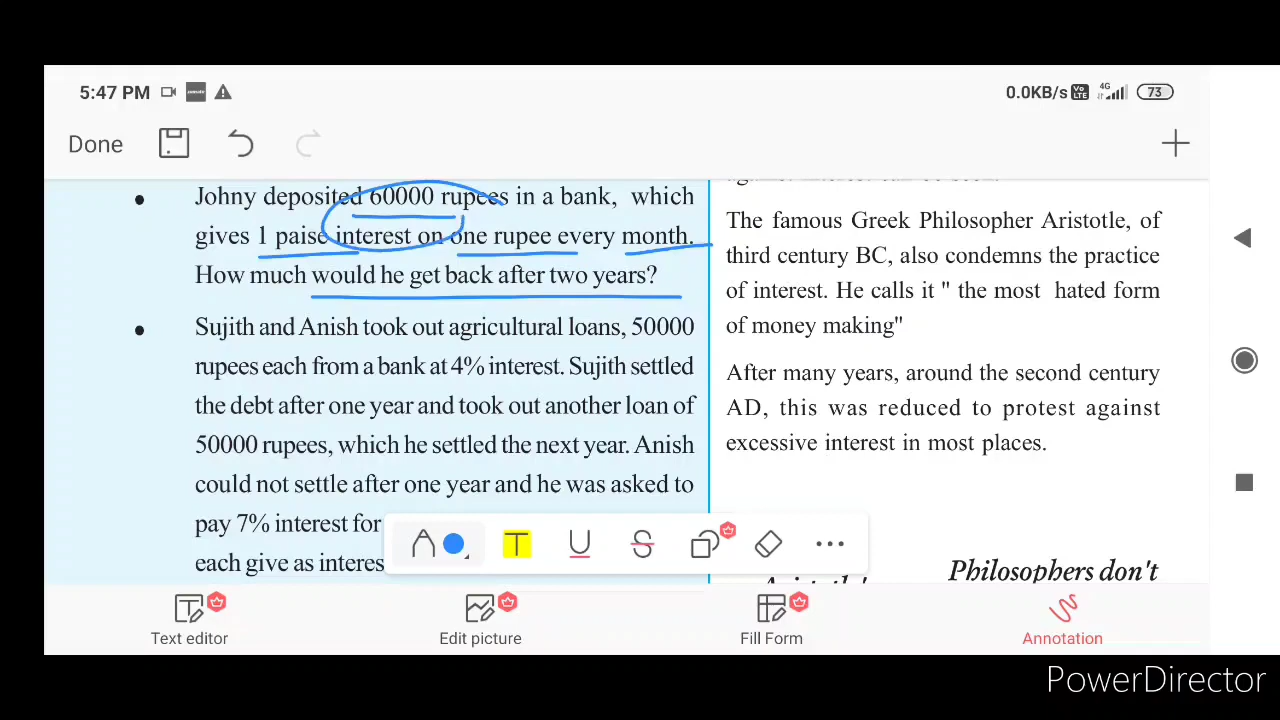 5:47 PM
0.0KB/s Vo LTE 4G 73
Done
Johny deposited 60000 rupees in a bank, which
gives 1 paise interest on one rupee every month.
How much would he get back after two years?
Sujith and Anish took out agricultural loans, 50000
rupees each from a bank at 4% interest. Sujith settled
the debt after one year and took out another loan of
50000 rupees, which he settled the next year. Anish
could not settle after one year and he was asked to
pay 7% interest for
each give as interes
The famous Greek Philosopher Aristotle, of
third century BC, also condemns the practice
of interest. He calls it " the most hated form
of money making"
After many years, around the second century
AD, this was reduced to protest against
excessive interest in most places.
Philosophers don't
T U S
Text editor
Edit picture
Fill Form
Annotation
PowerDirector